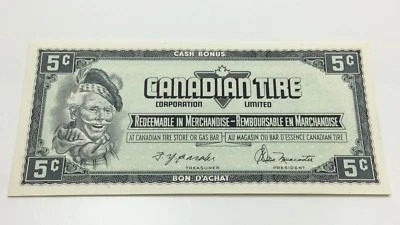 CASH BONUS
5¢ 5¢
CANADIAN TIRE
CORPORATION LIMITED
REDEEMABLE IN MERCHANDISE-REMBOURSABLE EN MARCHANDISE
AT CANADIAN TIRE STORE OR GAS BAR AU MAGASIN OU BAR D'ESSENCE CANADIAN TIRE
TREASURER PRESIDENT
5¢ 5¢
BON D'ACHAT